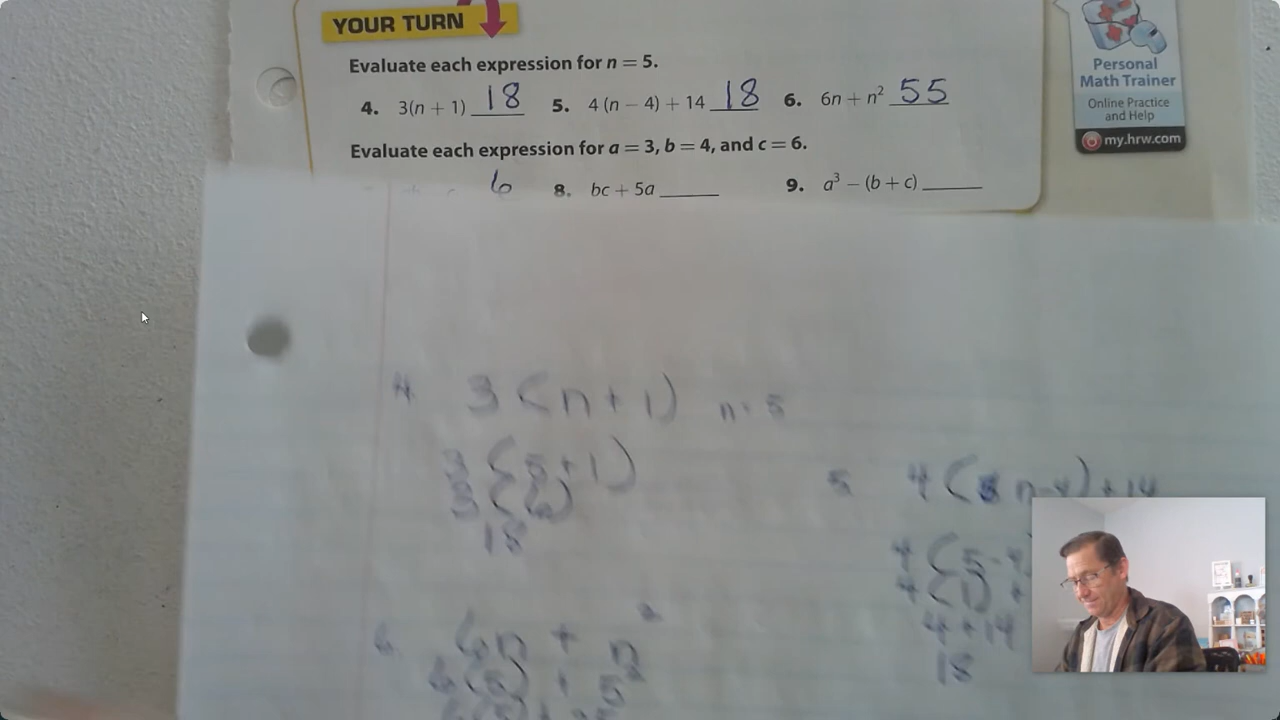 YOUR TURN
Evaluate each expression for n = 5.
4. 3(n + 1) 18 5. 4 (n − 4) + 14 18 6. 6n + n² 55
Evaluate each expression for a = 3, b = 4, and c = 6.
6 8. bc + 5a 9. a³ − (b + c)
Personal
Math Trainer
Online Practice
and Help
my.hrw.com
4 3(n+1) n=5
3(5+1)
3(6)
18
5 4(n-4)+14
4(5-4
4(1) +
4+14
18
6 6n + n²
6(5) + 5²